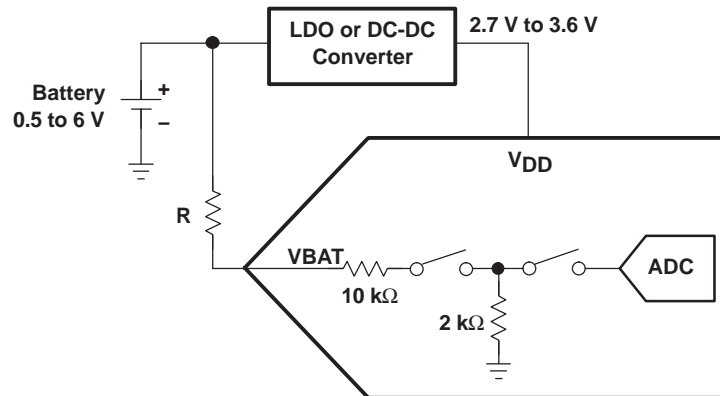 LDO or DC-DC
Converter
2.7 V to 3.6 V
Battery
0.5 to 6 V
+
−
VDD
R
VBAT
10 kΩ
2 kΩ
ADC